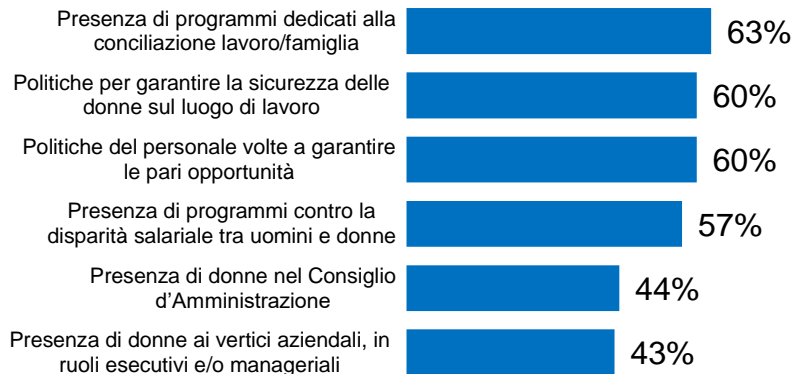 Presenza di programmi dedicati alla
conciliazione lavoro/famiglia
63%
Politiche per garantire la sicurezza delle
donne sul luogo di lavoro
60%
Politiche del personale volte a garantire
le pari opportunità
60%
Presenza di programmi contro la
disparità salariale tra uomini e donne
57%
Presenza di donne nel Consiglio
d’Amministrazione
44%
Presenza di donne ai vertici aziendali, in
ruoli esecutivi e/o manageriali
43%